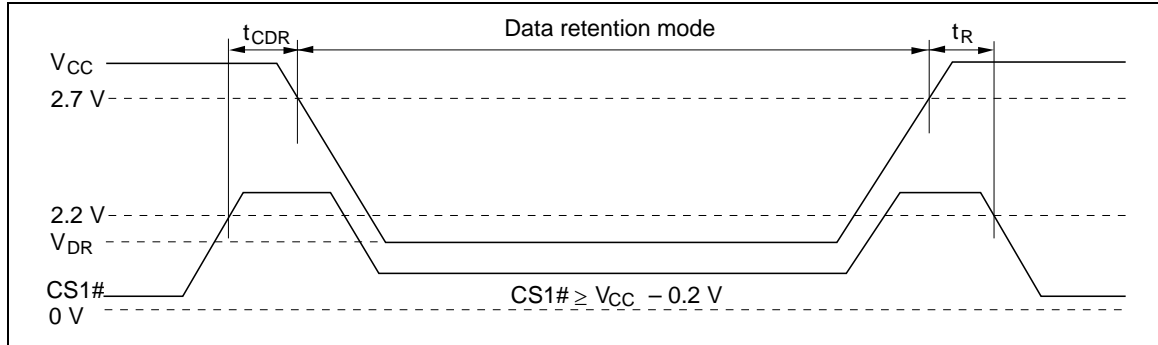 tCDR
Data retention mode
tR
VCC
2.7 V
2.2 V
VDR
CS1#
CS1# ≥ VCC – 0.2 V
0 V